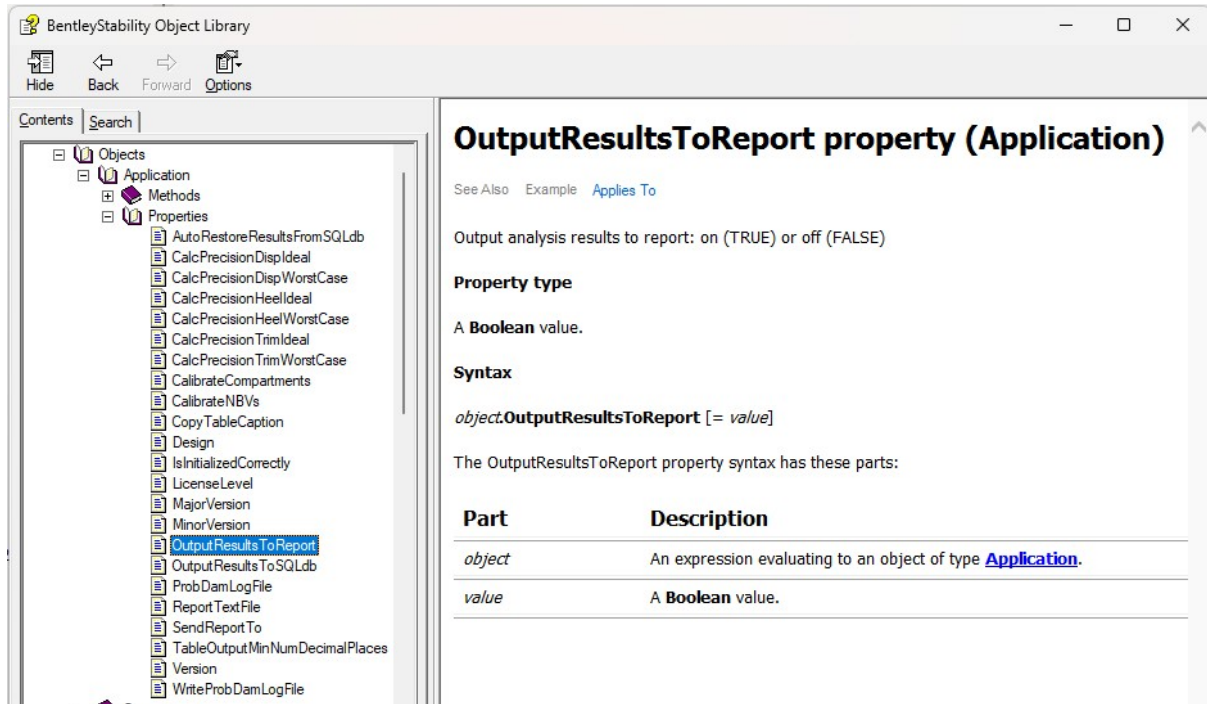 BentleyStability Object Library
Hide Back Forward Options
Contents Search
Objects
Application
Methods
Properties
AutoRestoreResultsFromSQLdb
CalcPrecisionDispIdeal
CalcPrecisionDispWorstCase
CalcPrecisionHeelIdeal
CalcPrecisionHeelWorstCase
CalcPrecisionTrimIdeal
CalcPrecisionTrimWorstCase
CalibrateCompartments
CalibrateNBVs
CopyTableCaption
Design
IsInitializedCorrectly
LicenseLevel
MajorVersion
MinorVersion
OutputResultsToReport
OutputResultsToSQLdb
ProbDamLogFile
ReportTextFile
SendReportTo
TableOutputMinNumDecimalPlaces
Version
WriteProbDamLogFile
OutputResultsToReport property (Application)
See Also Example Applies To
Output analysis results to report: on (TRUE) or off (FALSE)
Property type
A Boolean value.
Syntax
object.OutputResultsToReport [= value]
The OutputResultsToReport property syntax has these parts:
Part Description
object An expression evaluating to an object of type Application.
value A Boolean value.